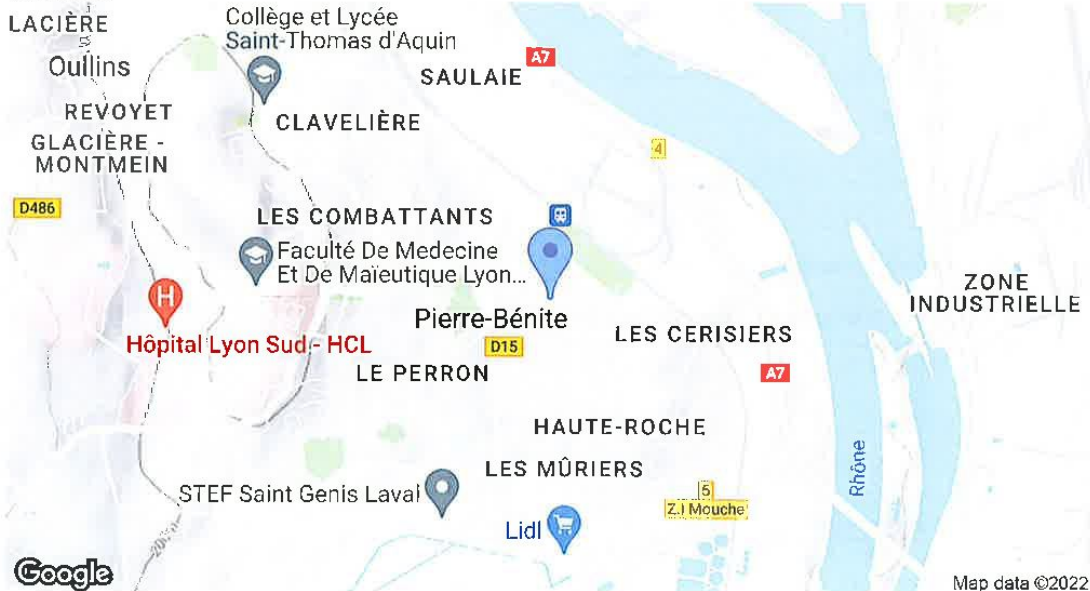 LACIÈRE
Oullins
REVOYET
GLACIÈRE -
MONTMEIN
D486
Collège et Lycée
Saint-Thomas d'Aquin
SAULAIE
A7
CLAVELIÈRE
4
LES COMBATTANTS
Faculté De Medecine
Et De Maïeutique Lyon...
H
Hôpital Lyon Sud - HCL
Pierre-Bénite
D15
LE PERRON
LES CERISIERS
ZONE
INDUSTRIELLE
A7
HAUTE-ROCHE
LES MÛRIERS
STEF Saint Genis Laval
5
Z.I Mouche
Lidl
Rhône
Google
Map data ©2022